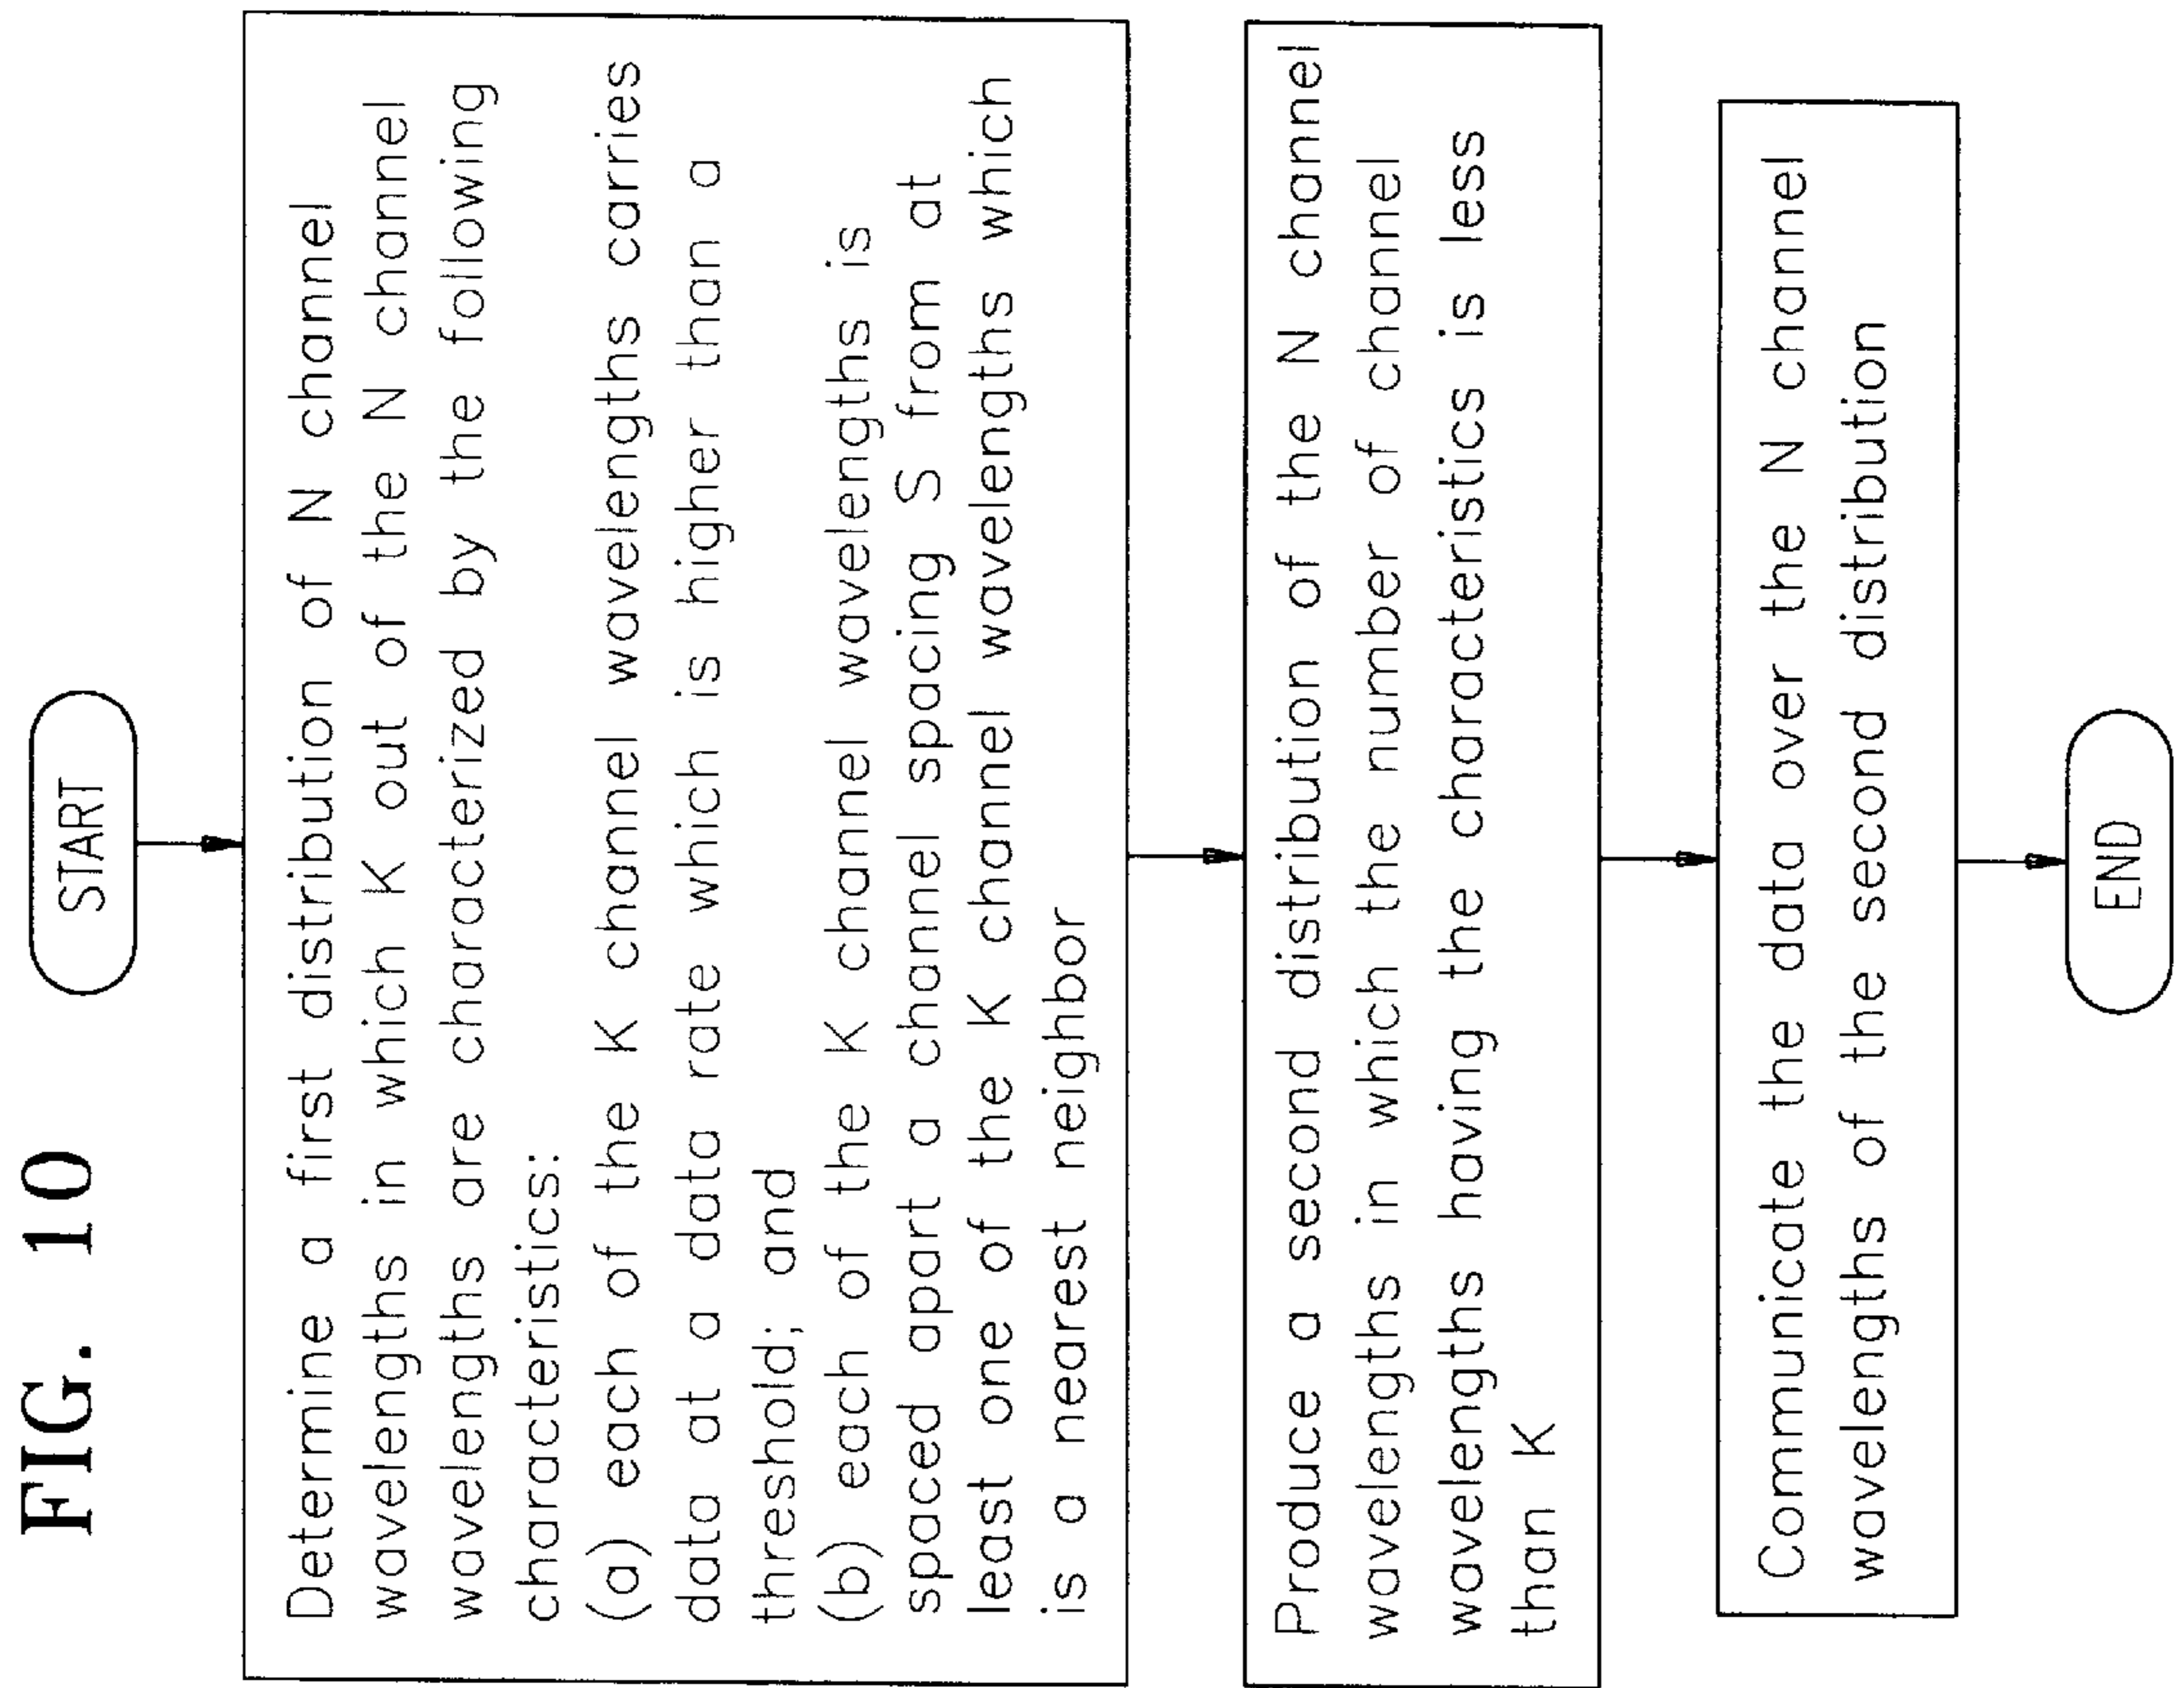 FIG. 10
START
Determine a first distribution of N channel
wavelengths in which K out of the N channel
wavelengths are characterized by the following
characteristics:
(a) each of the K channel wavelengths carries
data at a data rate which is higher than a
threshold; and
(b) each of the K channel wavelengths is
spaced apart a channel spacing S from at
least one of the K channel wavelengths which
is a nearest neighbor
Produce a second distribution of the N channel
wavelengths in which the number of channel
wavelengths having the characteristics is less
than K
Communicate the data over the N channel
wavelengths of the second distribution
END